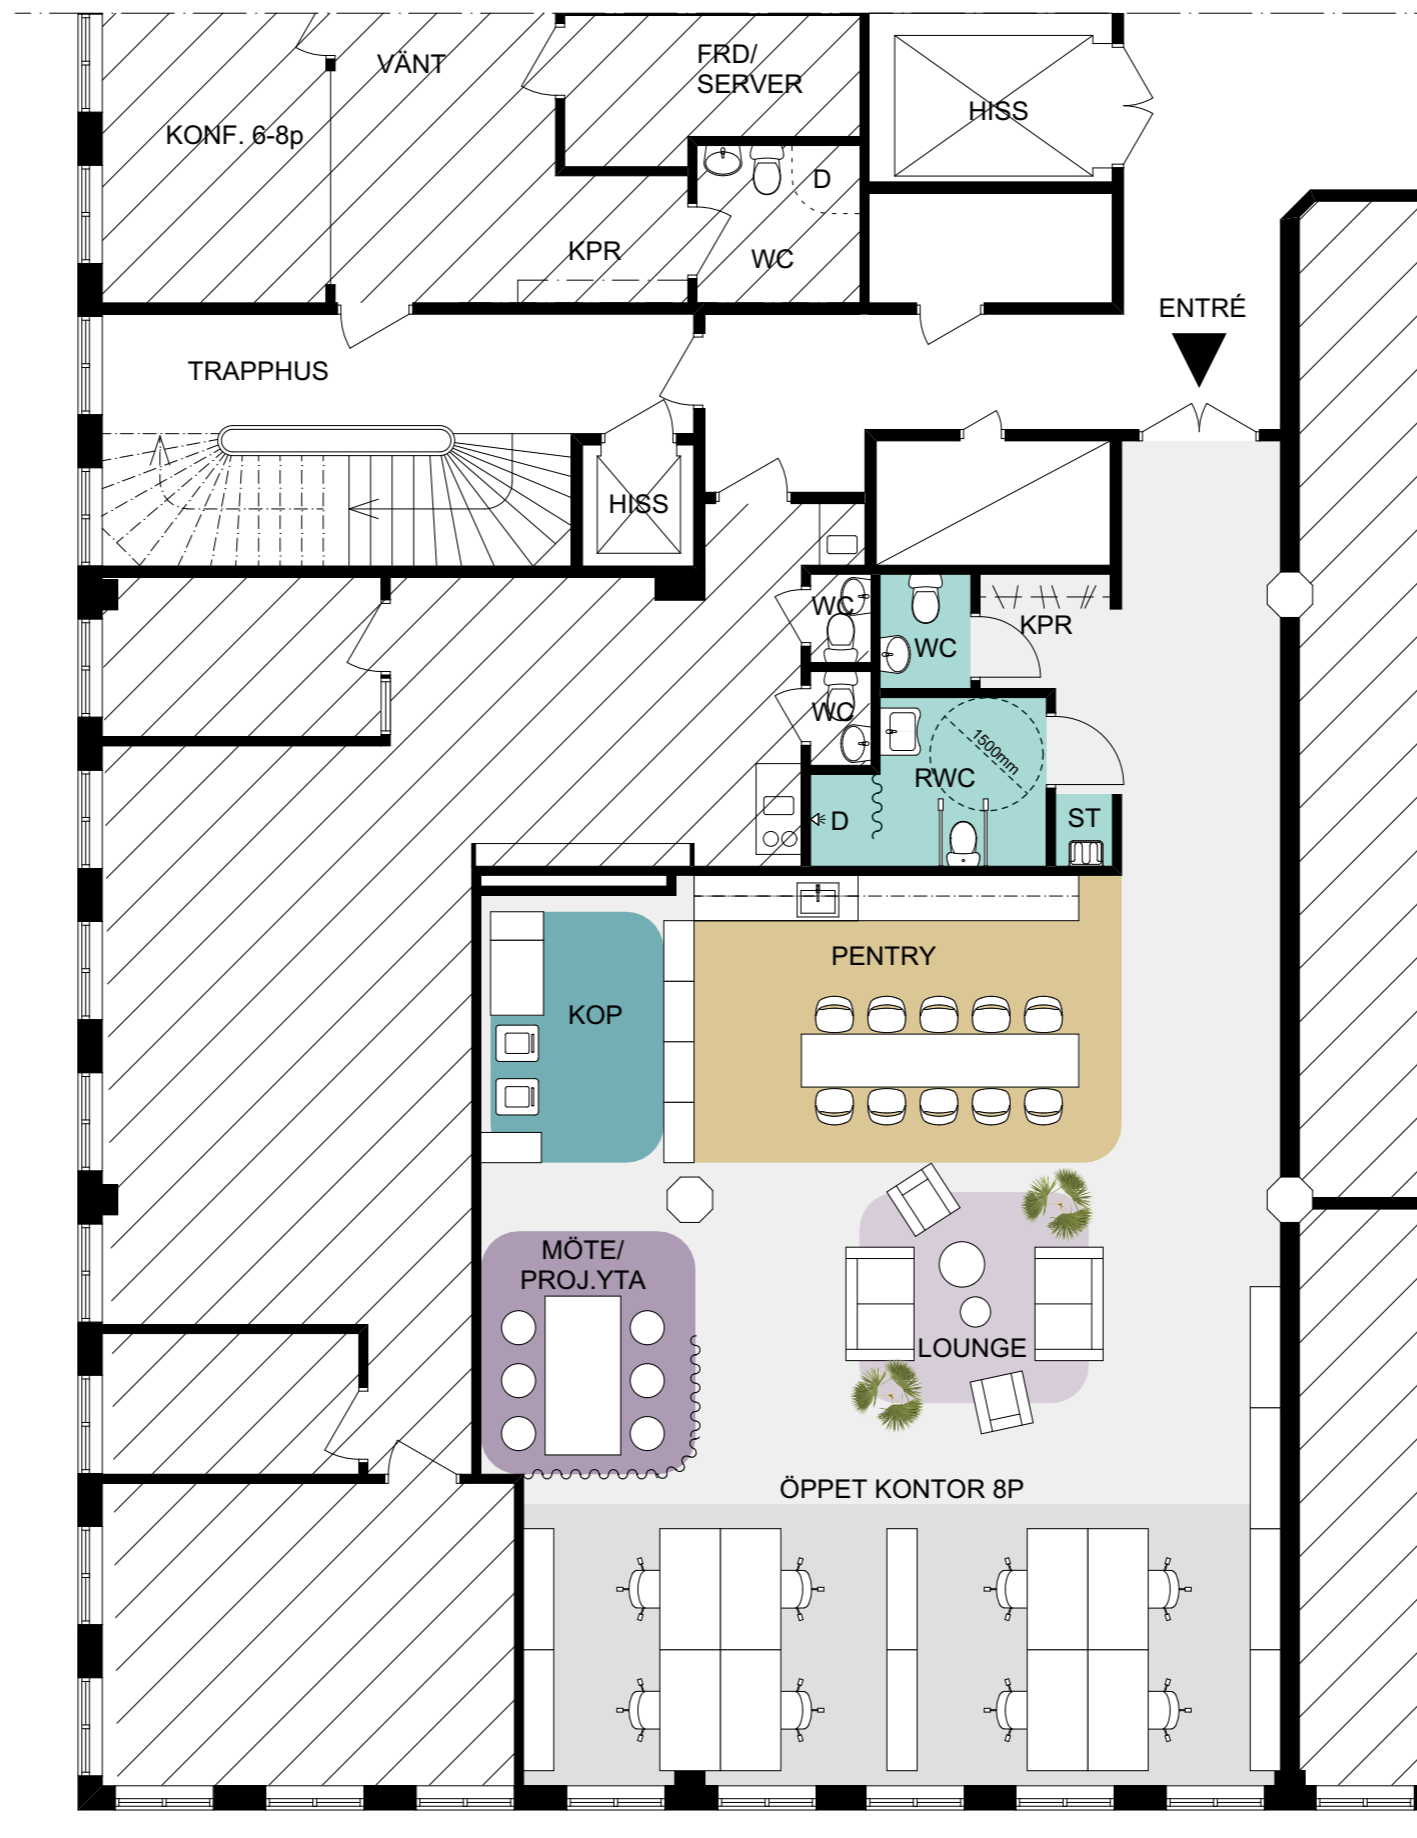 VÄNT
FRD/
SERVER
HISS
KONF. 6-8p
D
KPR
WC
ENTRÉ
TRAPPHUS
HISS
WC
KPR
WC
WC
1500mm
RWC
D
ST
PENTRY
KOP
MÖTE/
PROJ.YTA
LOUNGE
ÖPPET KONTOR 8P